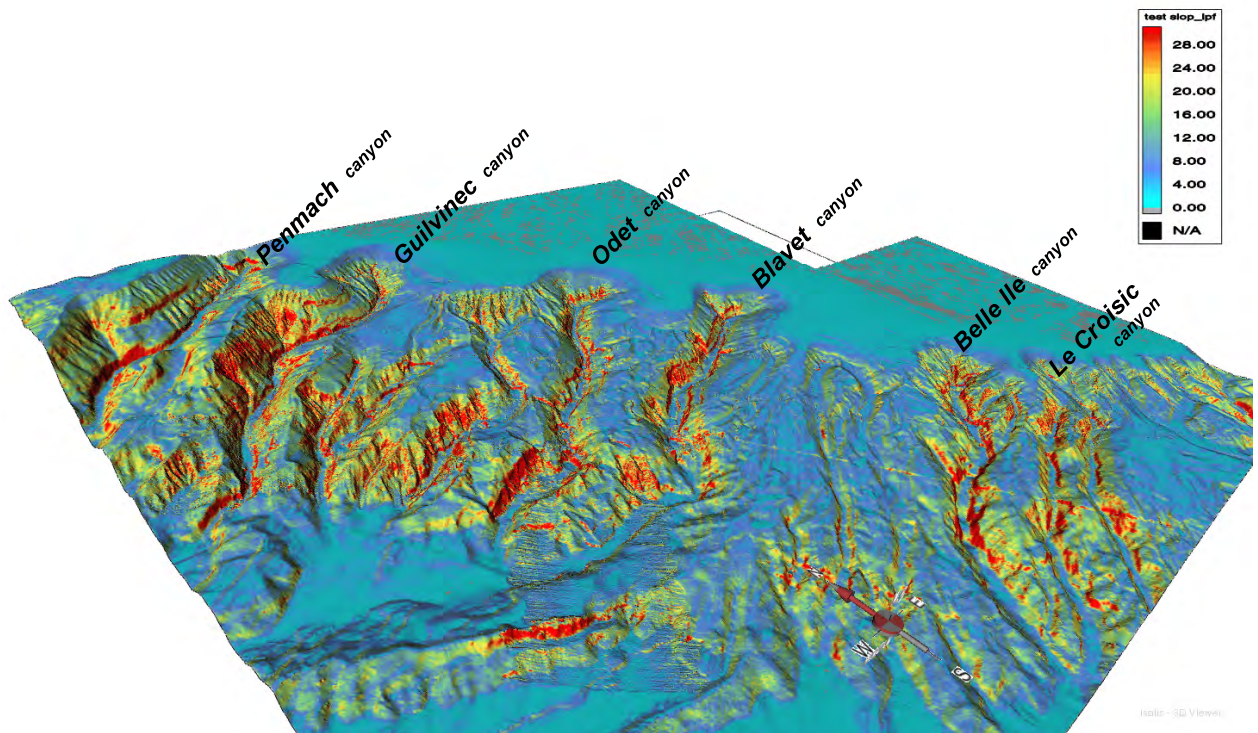 test slop_lpf
28.00
24.00
20.00
16.00
12.00
8.00
4.00
0.00
N/A
Penmach canyon
Guilvinec canyon
Odet canyon
Blavet canyon
Belle Ile canyon
Le Croisic
canyon
N
E
W
S